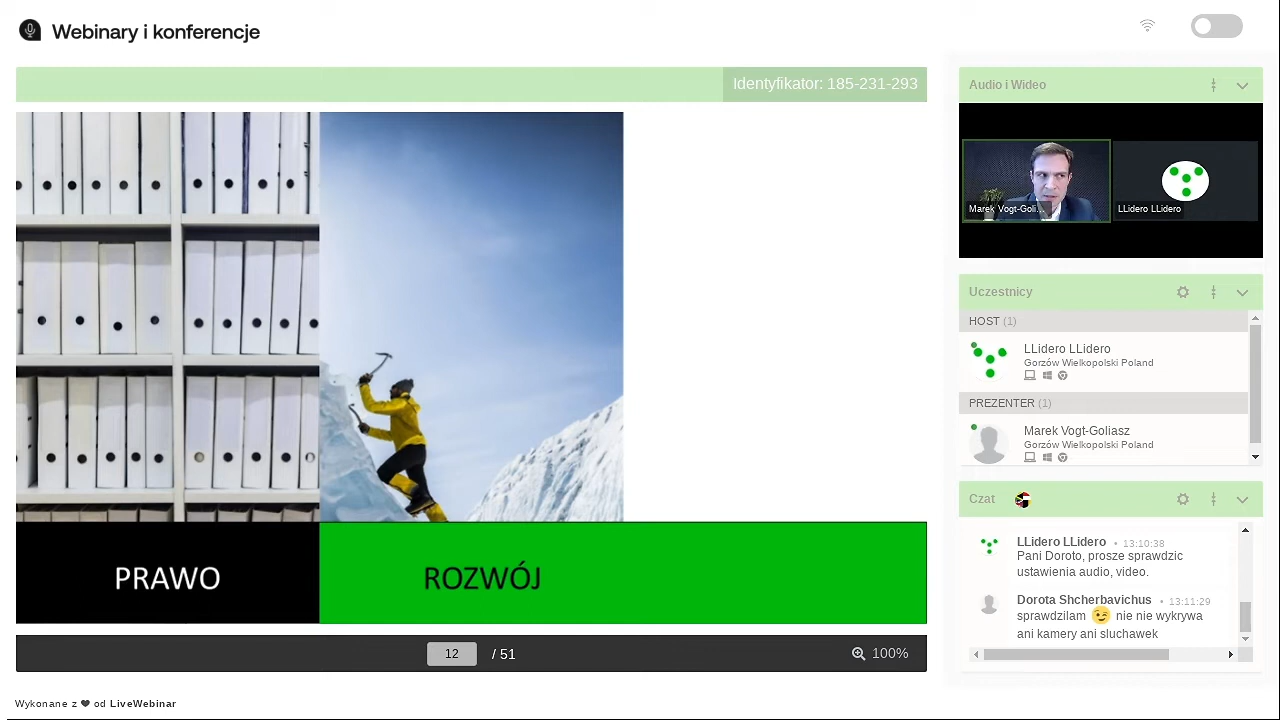 Webinary i konferencje
Identyfikator: 185-231-293
PRAWO
ROZWÓJ
12 / 51
100%
Wykonane z od LiveWebinar
Audio i Wideo
Marek Vogt-Goli...
LLidero LLidero
Uczestnicy
HOST (1)
LLidero LLidero
Gorzów Wielkopolski Poland
PREZENTER (1)
Marek Vogt-Goliasz
Gorzów Wielkopolski Poland
Czat
LLidero LLidero • 13:10:38
Pani Doroto, prosze sprawdzic
ustawienia audio, video.
Dorota Shcherbavichus • 13:11:29
sprawdzilam 😉 nie nie wykrywa
ani kamery ani sluchawek